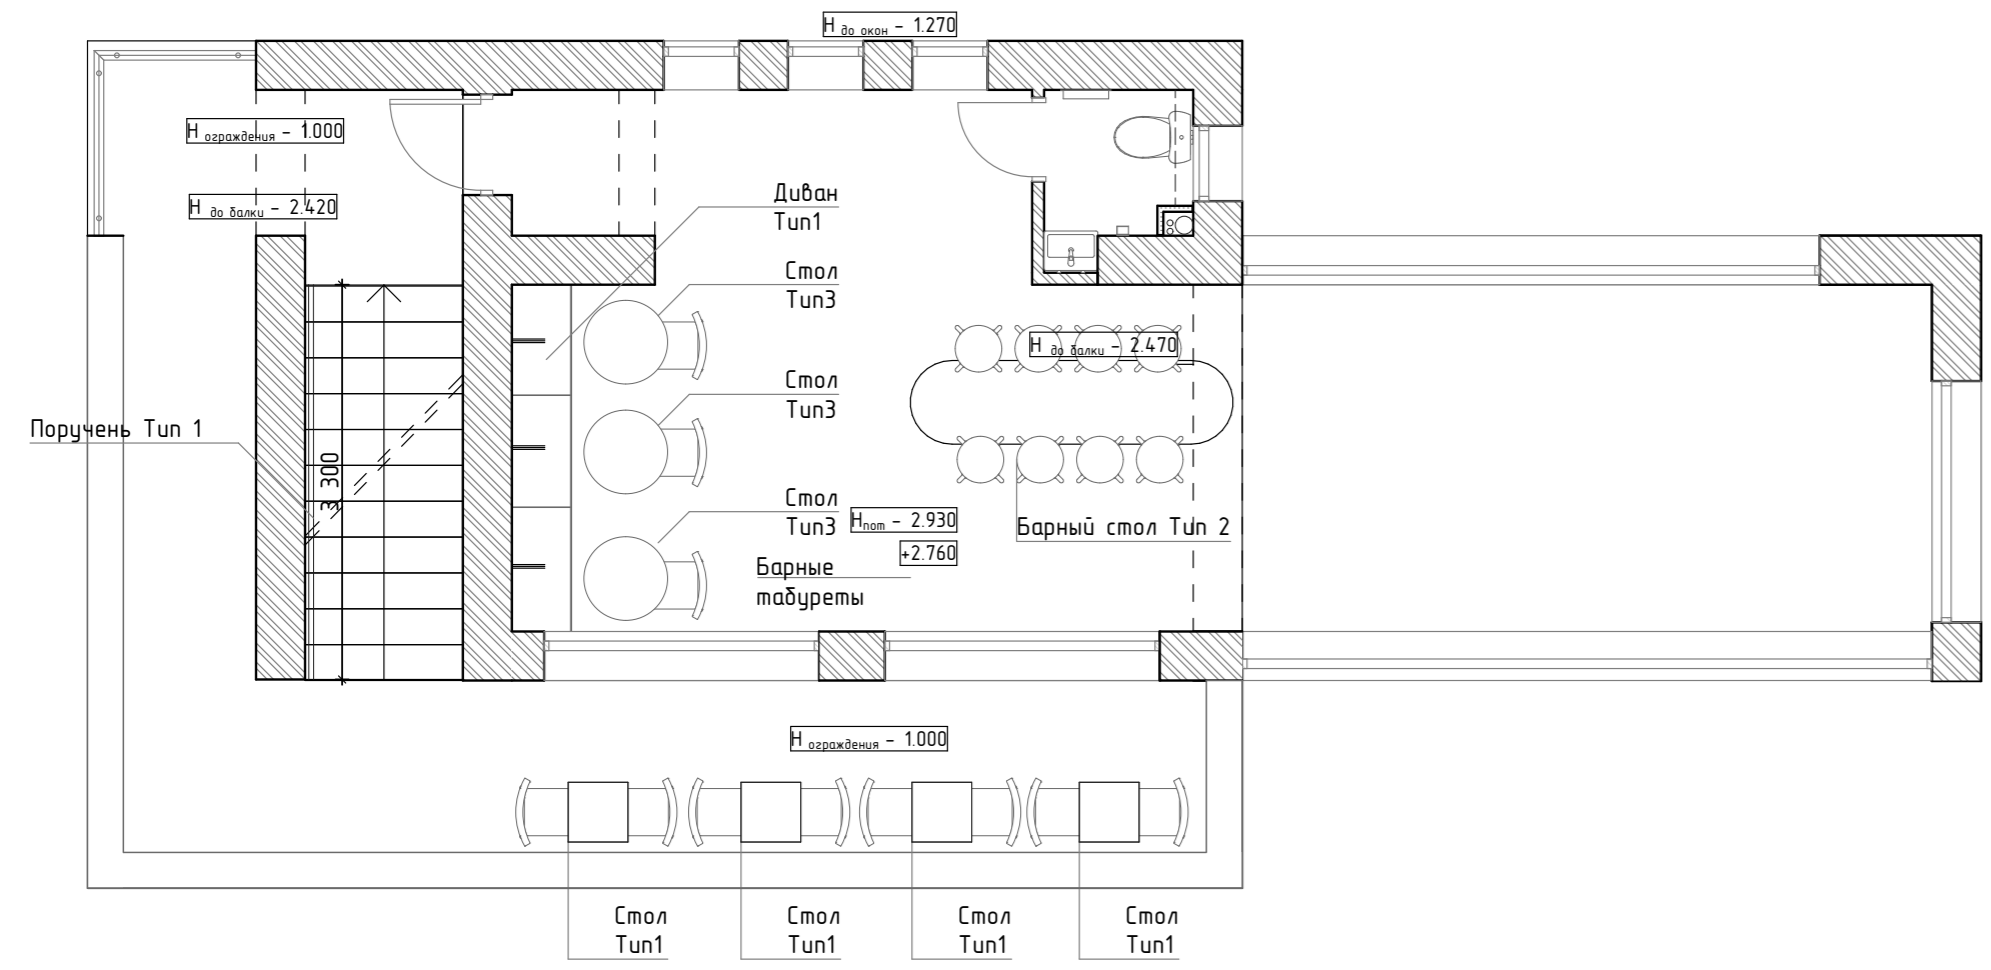 H до окон - 1.270
H ограждения - 1.000
H до балки - 2.420
Диван
Тип1
Стол
Тип3
H до балки - 2.470
Стол
Тип3
Поручень Тип 1
3 300
Стол
Тип3
Hпот - 2.930
Барный стол Тип 2
+2.760
Барные
табуреты
H ограждения - 1.000
Стол
Тип1
Стол
Тип1
Стол
Тип1
Стол
Тип1